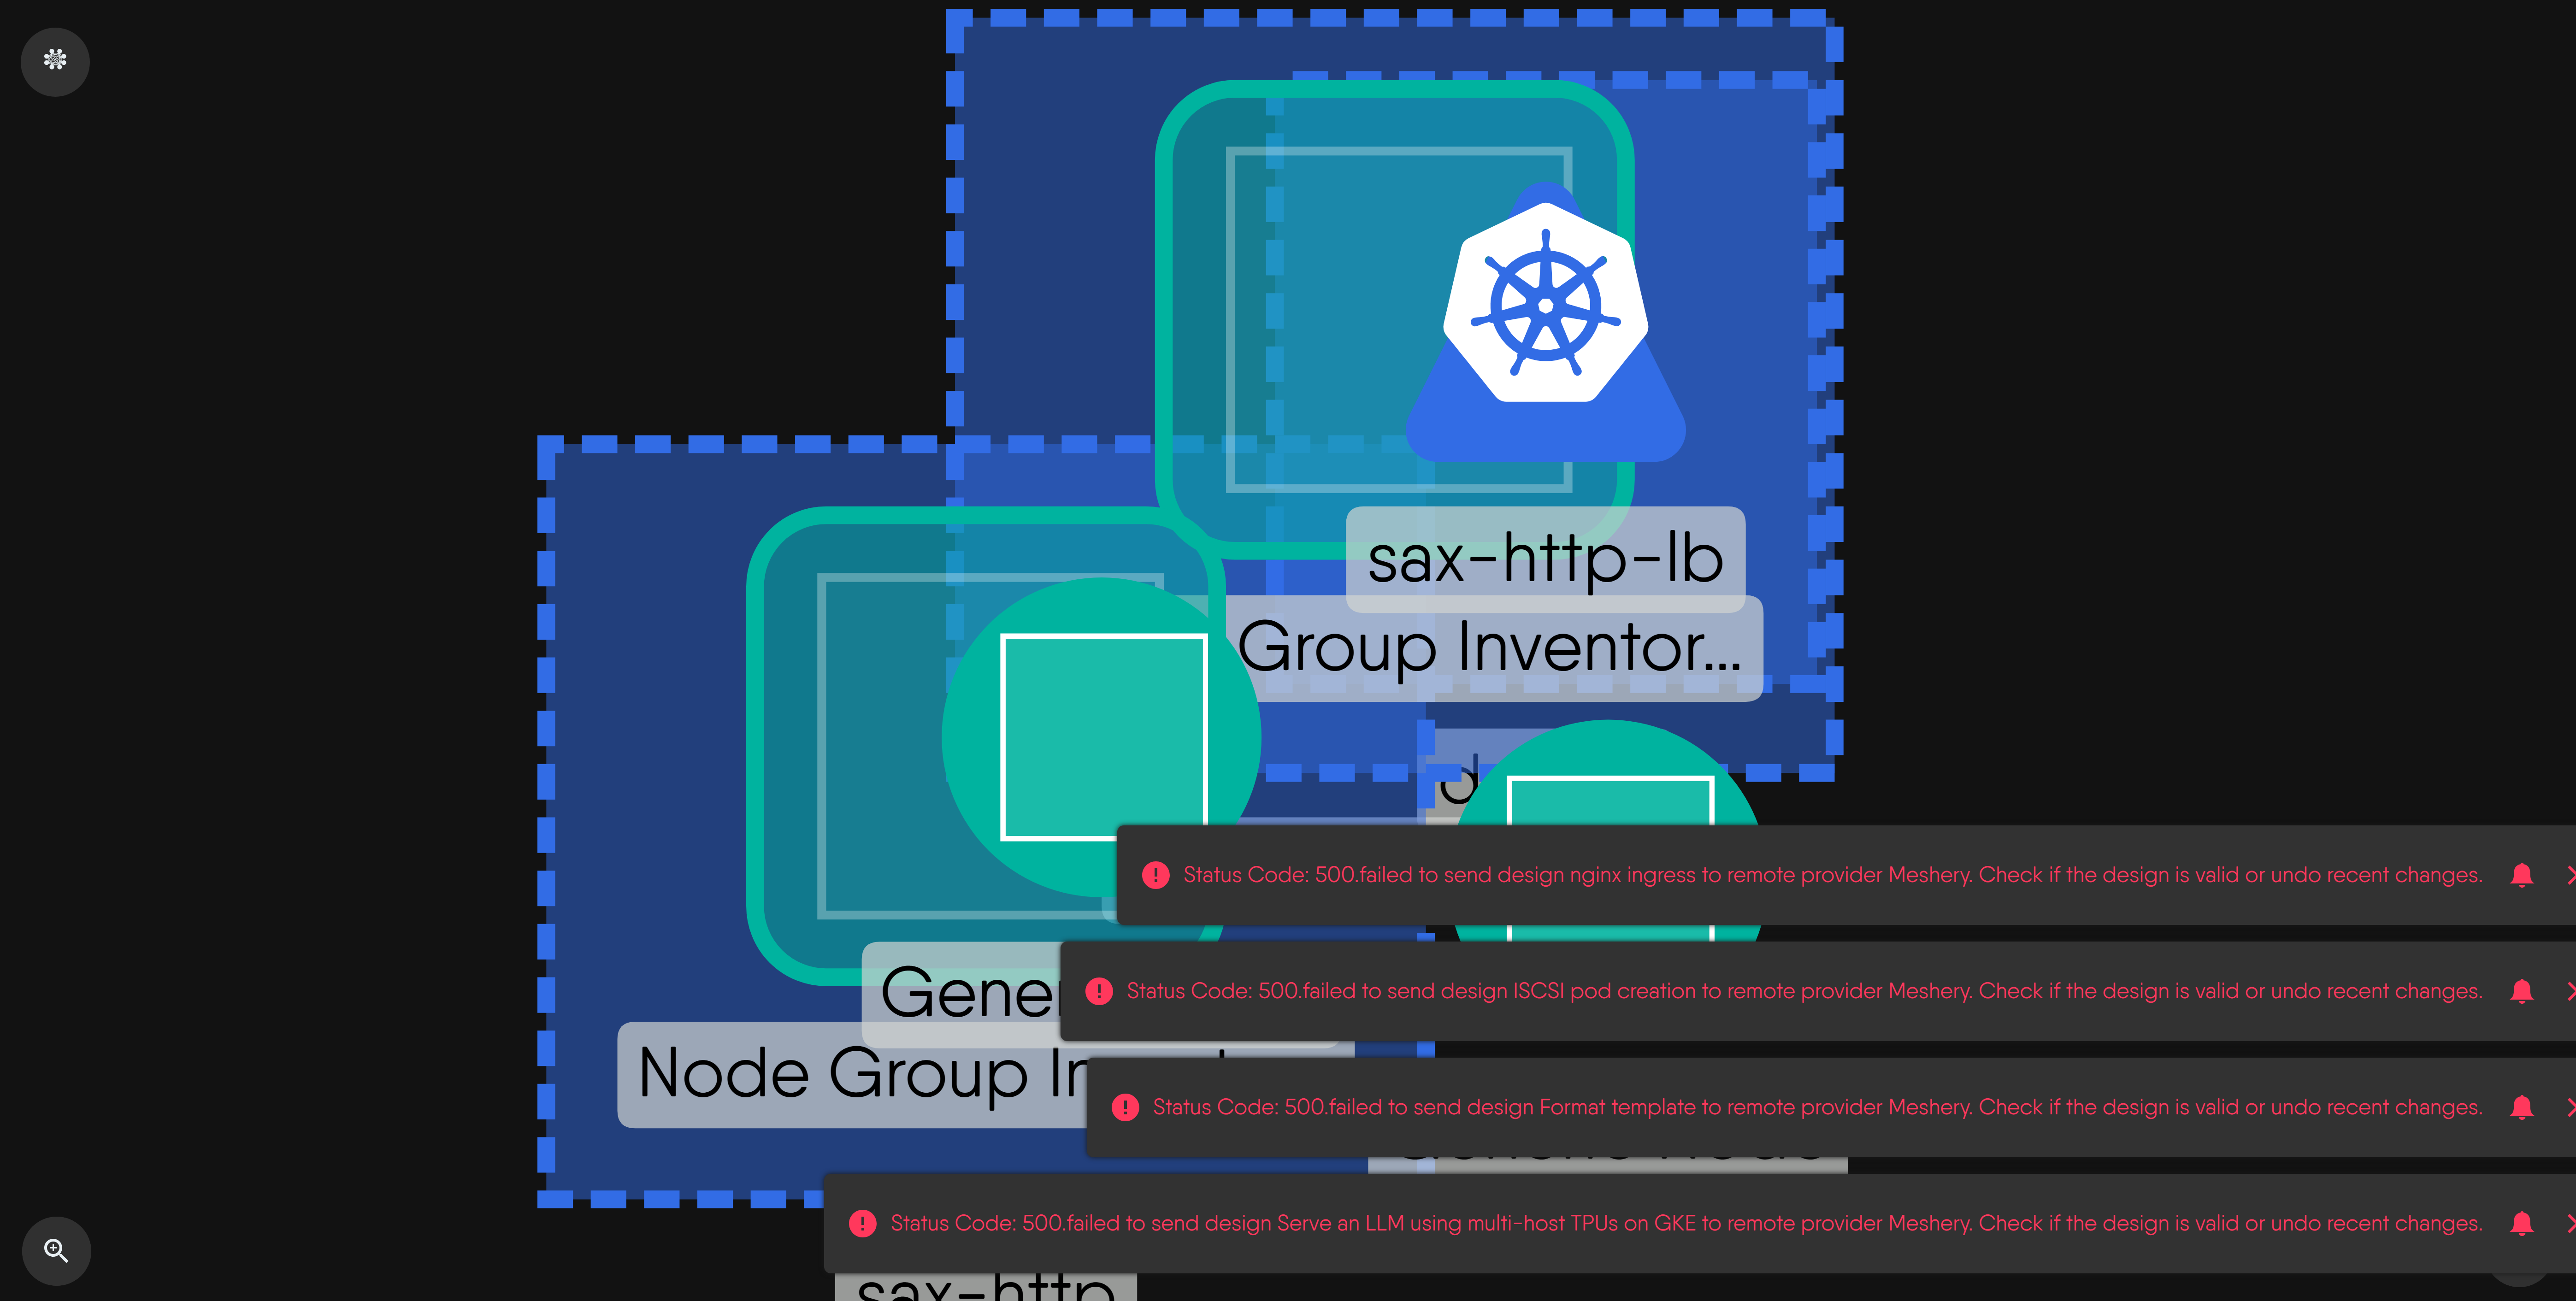 sax-http-lb
Group Inventor...
Status Code: 500.failed to send design nginx ingress to remote provider Meshery. Check if the design is valid or undo recent changes.
Status Code: 500.failed to send design ISCSI pod creation to remote provider Meshery. Check if the design is valid or undo recent changes.
Node Group
Status Code: 500.failed to send design Format template to remote provider Meshery. Check if the design is valid or undo recent changes.
Status Code: 500.failed to send design Serve an LLM using multi-host TPUs on GKE to remote provider Meshery. Check if the design is valid or undo recent changes.
sax-http